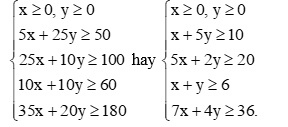 x ≥ 0, y ≥ 0
5x + 25y ≥ 50
25x + 10y ≥ 100
10x + 10y ≥ 60
35x + 20y ≥ 180
hay
x ≥ 0, y ≥ 0
x + 5y ≥ 10
5x + 2y ≥ 20
x + y ≥ 6
7x + 4y ≥ 36.